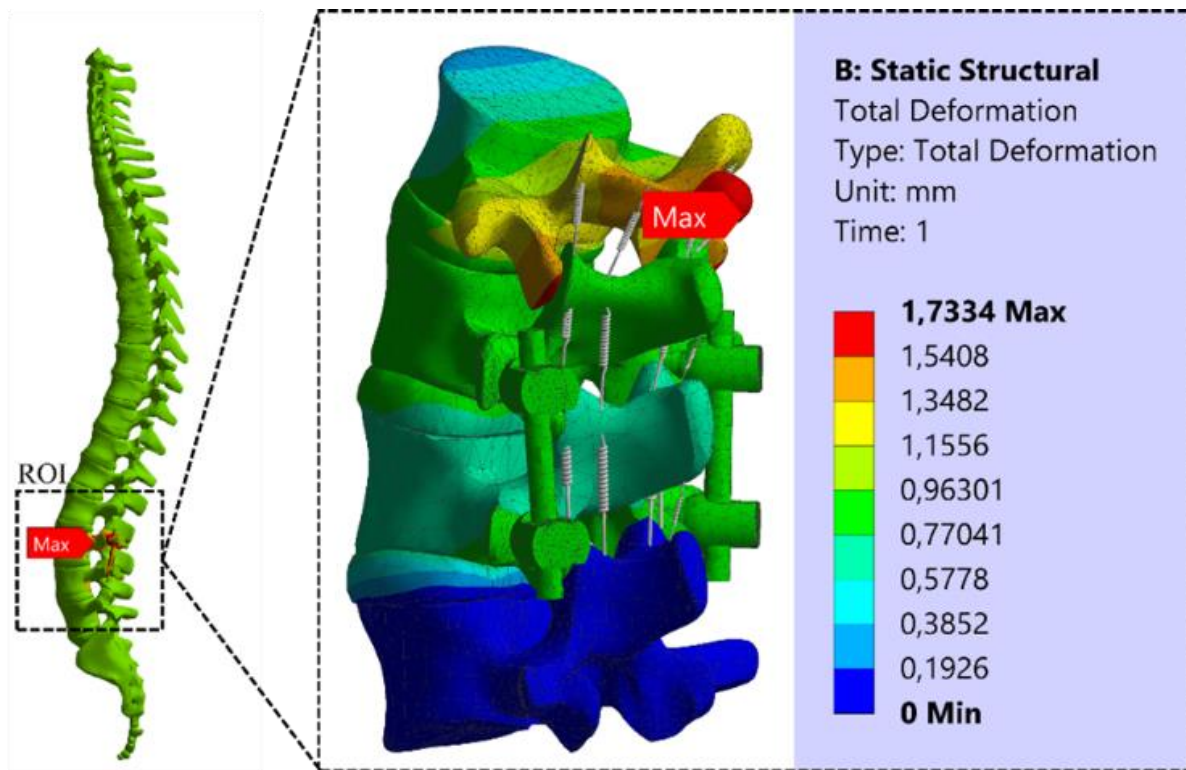 ROI
Max
Max
B: Static Structural
Total Deformation
Type: Total Deformation
Unit: mm
Time: 1
1,7334 Max
1,5408
1,3482
1,1556
0,96301
0,77041
0,5778
0,3852
0,1926
0 Min